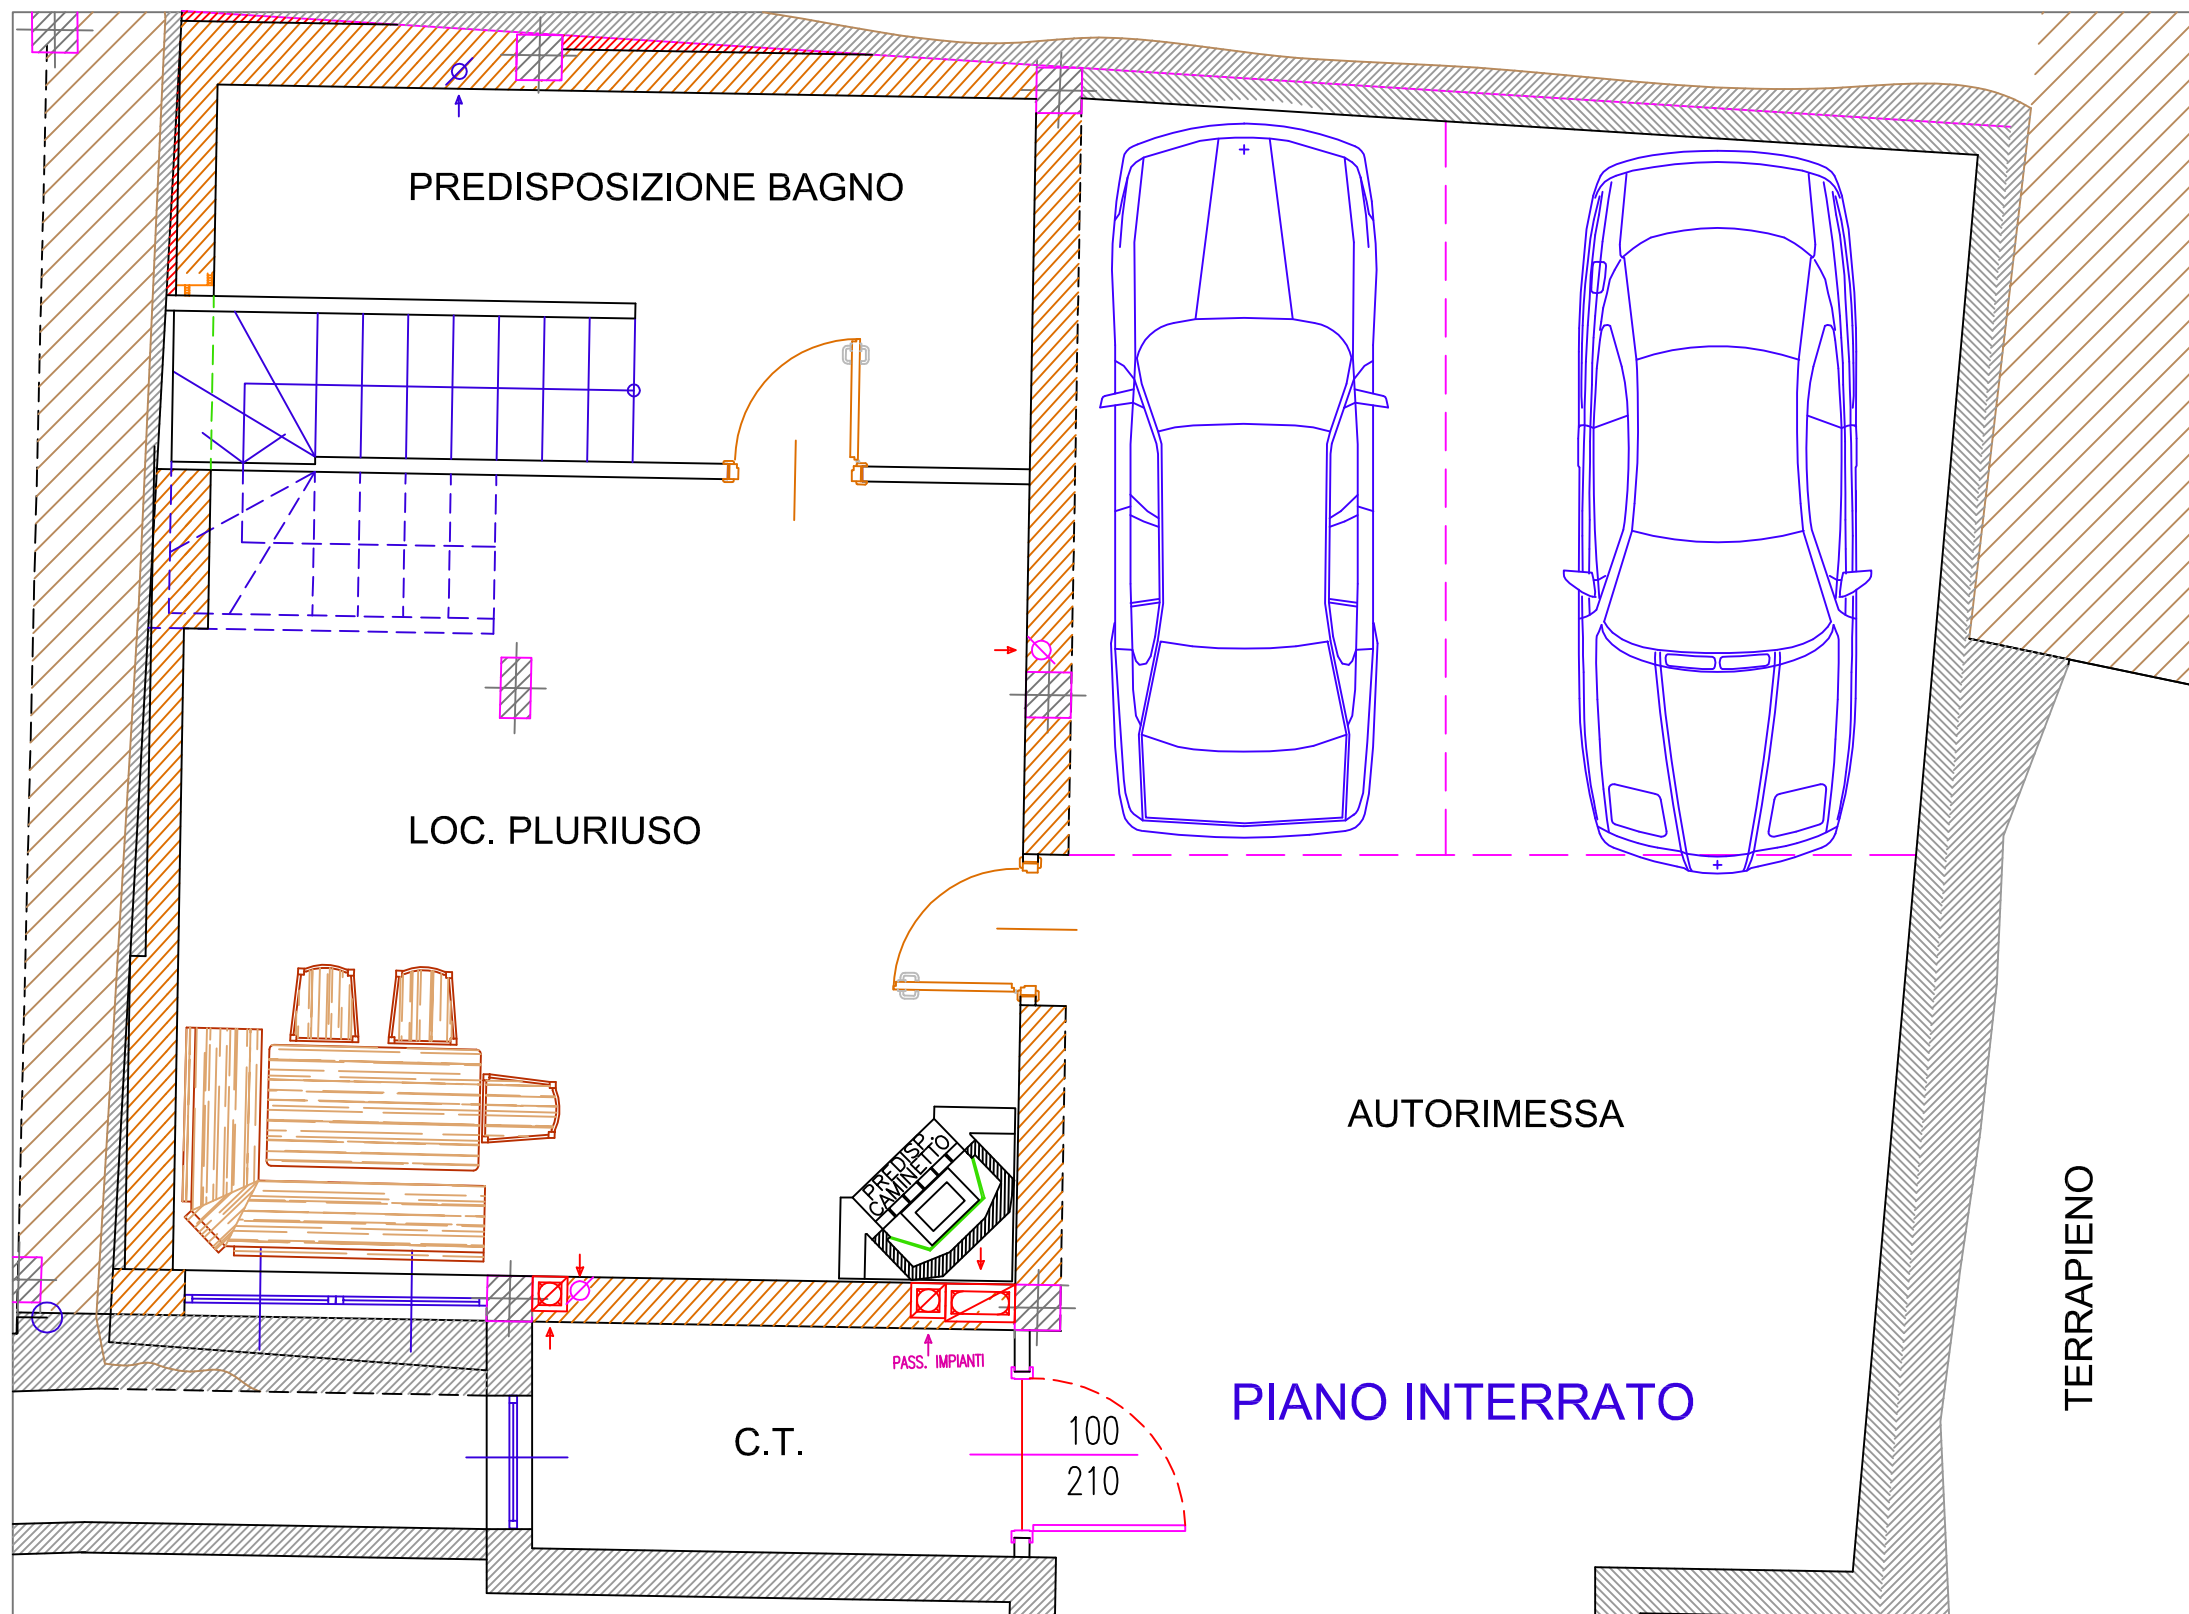 PREDISPOSIZIONE BAGNO
LOC. PLURIUSO
AUTORIMESSA
PREDISP.
CAMINETTO
TERRAPIENO
PASS. IMPIANTI
PIANO INTERRATO
C.T.
100
210